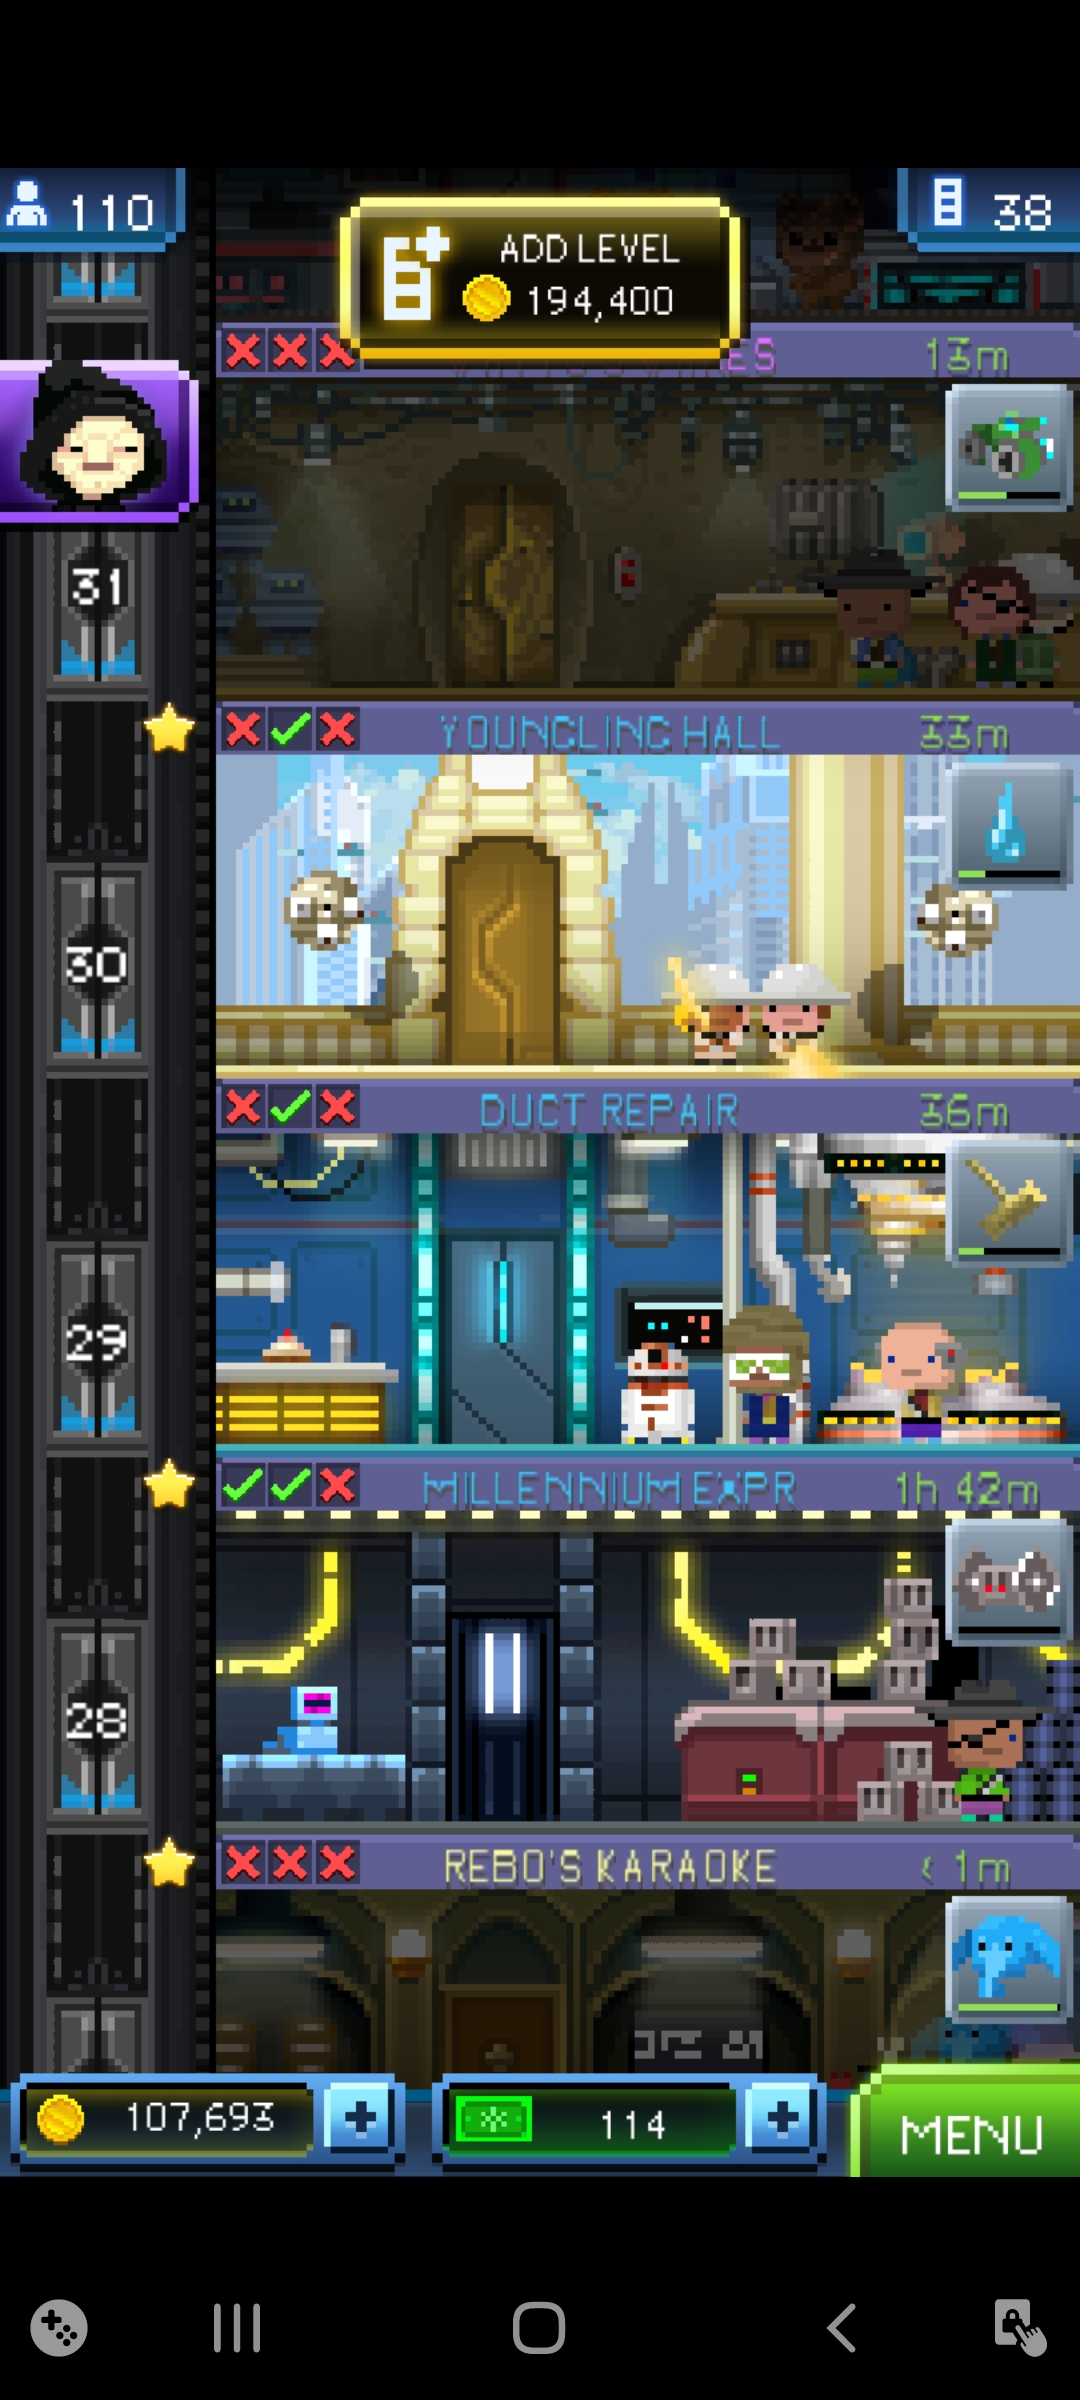 110
38
ADD LEVEL
194,400
13m
31
YOUNGLING HALL
33m
30
DUCT REPAIR
36m
29
MILLENNIUM EXPR
1h 42m
28
REBO'S KARAOKE
< 1m
107,693
114
MENU